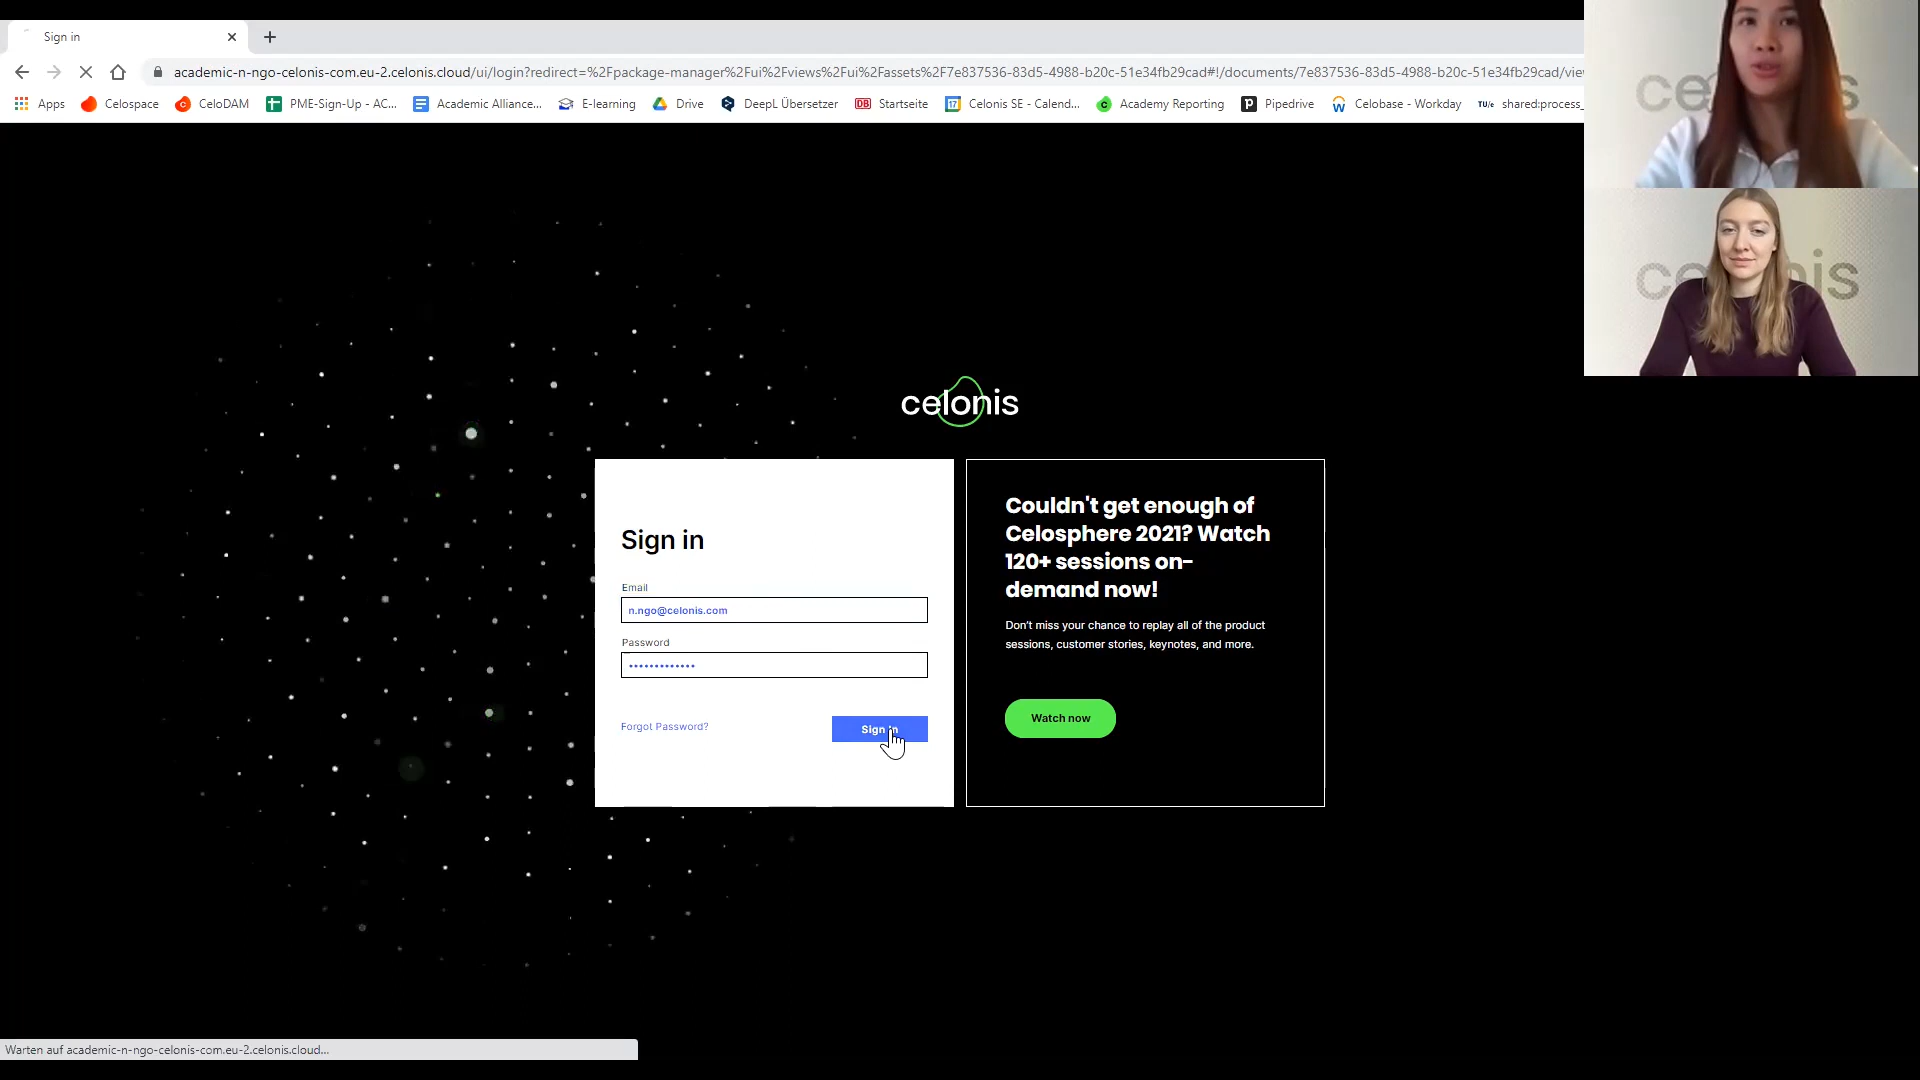 Sign in
academic-n-ngo-celonis-com.eu-2.celonis.cloud/ui/login?redirect=%2Fpackage-manager%2Fui%2Fviews%2Fui%2Fassets%2F7e837536-83d5-4988-b20c-51e34fb29cad#!/documents/7e837536-83d5-4988-b20c-51e34fb29cad/view
Apps Celospace CeloDAM PME-Sign-Up - AC... Academic Alliance... E-learning Drive DeepL Übersetzer DB Startseite 17 Celonis SE - Calend... Academy Reporting Pipedrive Celobase - Workday TU/e shared:process_
celonis
Sign in
Email
n.ngo@celonis.com
Password
Forgot Password?
Sign in
Couldn't get enough of
Celosphere 2021? Watch
120+ sessions on-
demand now!
Don't miss your chance to replay all of the product
sessions, customer stories, keynotes, and more.
Watch now
Warten auf academic-n-ngo-celonis-com.eu-2.celonis.cloud...